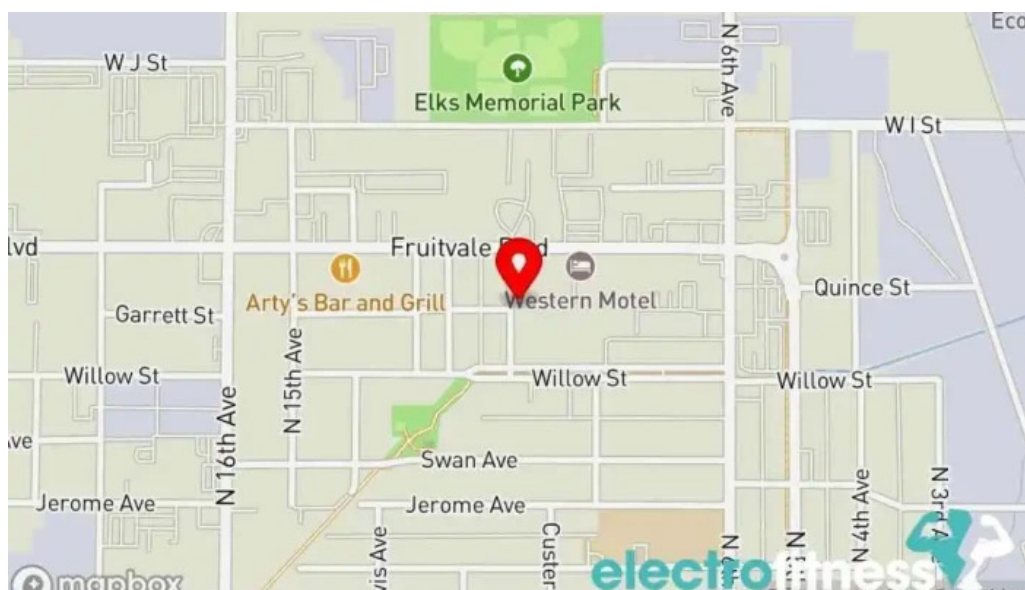 Eco
N 6th Ave
W J St
Elks Memorial Park
W I St
lvd
Fruitvale Blvd
Arty's Bar and Grill
Western Motel
Quince St
Garrett St
Willow St
Willow St
Willow St
N 15th Ave
N 16th Ave
Ave
Swan Ave
Jerome Ave
Jerome Ave
vis Ave
Custer
N 4th Ave
N 3rd A
mapbox
electrofitness